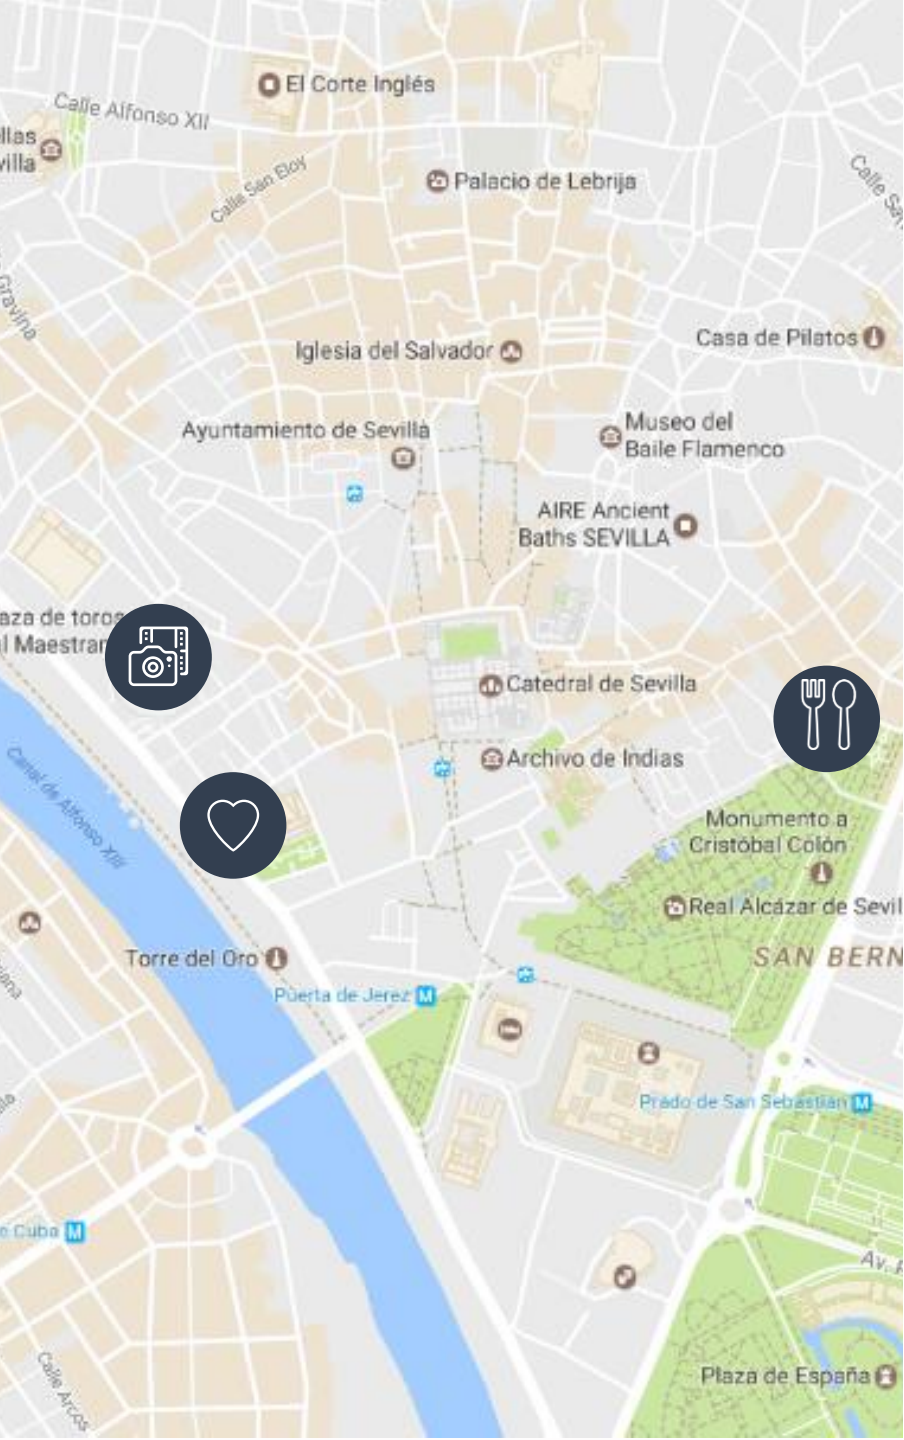 El Corte Inglés
Calle Alfonso XII
llas
villa
Calle San Eloy
Palacio de Lebrija
Gravina
Iglesia del Salvador
Casa de Pilatos
Ayuntamiento de Sevilla
Museo del
Baile Flamenco
AIRE Ancient
Baths SEVILLA
aza de toros
Catedral de Sevilla
Archivo de Indias
Canal de Alfonso XIII
Monumento a
Cristóbal Colón
Real Alcázar de Sevil
Torre del Oro
SAN BERN
Puerta de Jerez M
Prado de San Sebastián M
Cuba M
Av.
Plaza de España
Calle Arcos